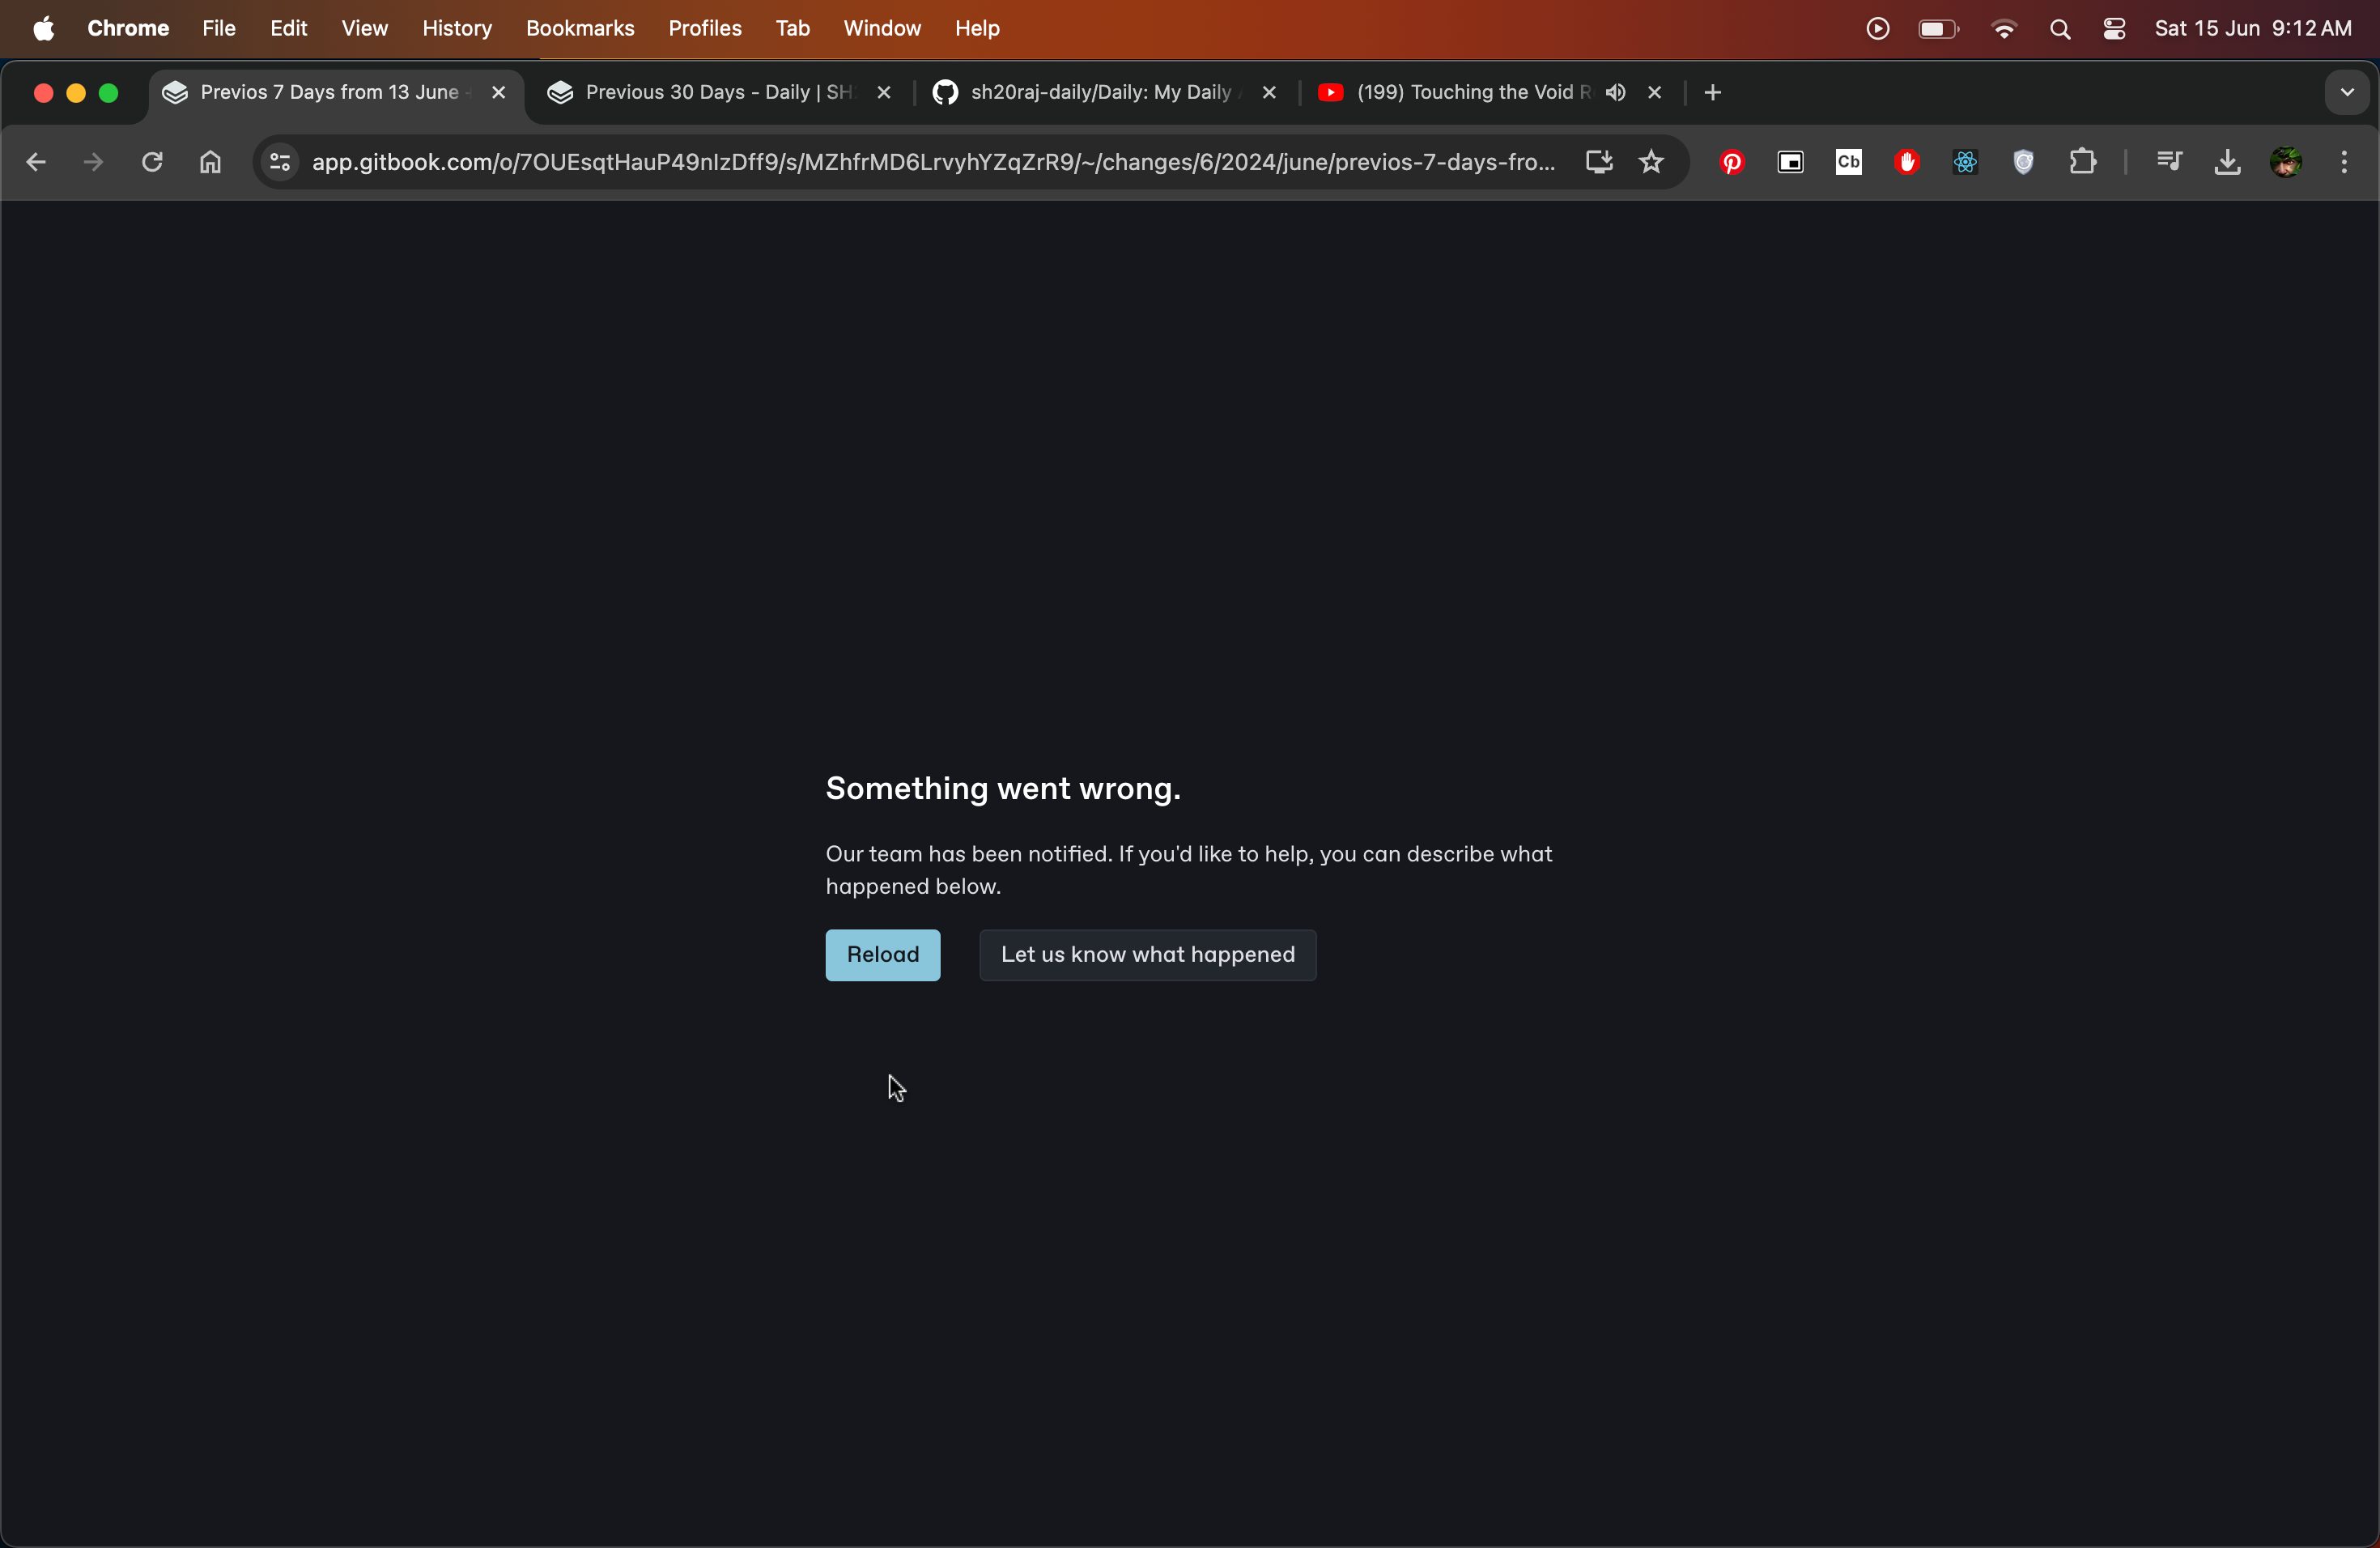 Chrome File Edit View History Bookmarks Profiles Tab Window Help Sat 15 Jun 9:12 AM
Previos 7 Days from 13 June Previous 30 Days - Daily | SH sh20raj-daily/Daily: My Daily (199) Touching the Void R
app.gitbook.com/o/7OUEsqtHauP49nIzDff9/s/MZhfrMD6LrvyhYZqZrR9/~/changes/6/2024/june/previos-7-days-fro... Cb
Something went wrong.
Our team has been notified. If you'd like to help, you can describe what
happened below.
Reload Let us know what happened